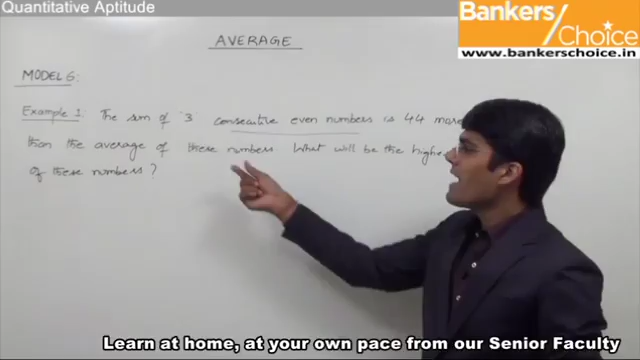 Quantitative Aptitude
Bankers
Choice
www.bankerschoice.in
AVERAGE
MODEL 6:
Example 1: The sum of '3' consecutive even numbers is 44 more
than the average of these numbers. What will be the
of these numbers?
Learn at home, at your own pace from our Senior Faculty